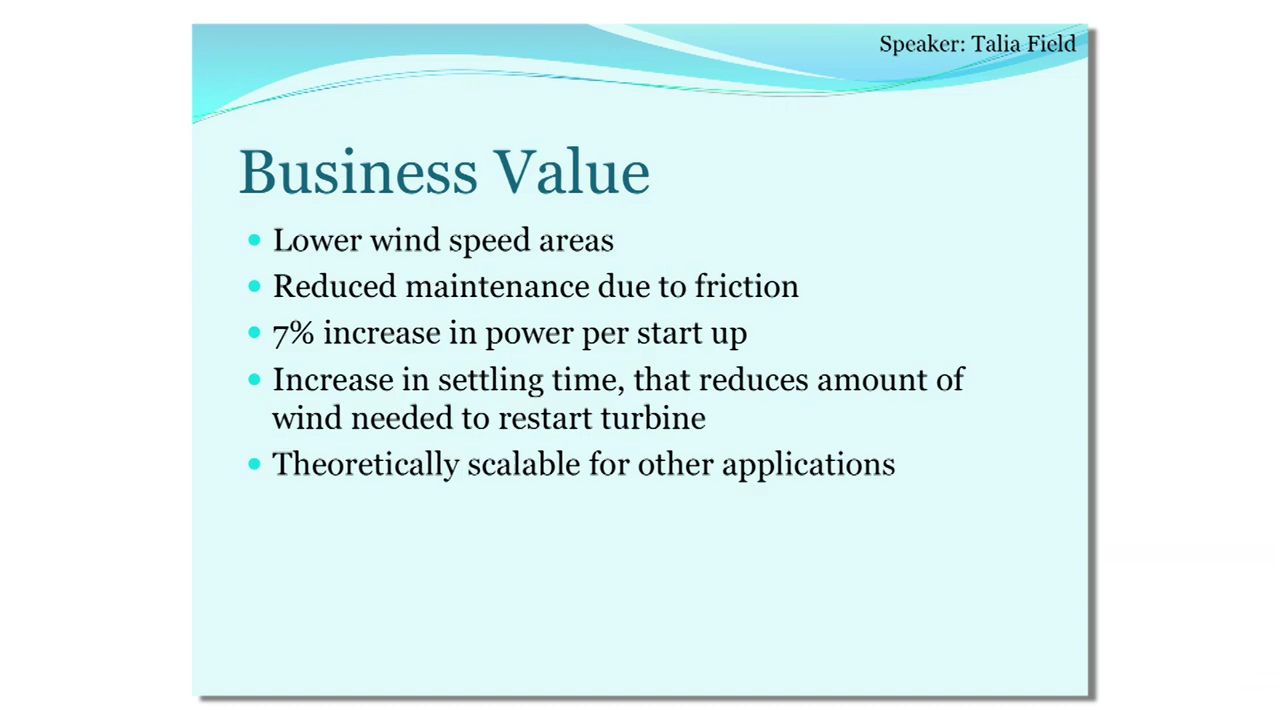 Speaker: Talia Field
Business Value
• Lower wind speed areas
• Reduced maintenance due to friction
• 7% increase in power per start up
• Increase in settling time, that reduces amount of
wind needed to restart turbine
• Theoretically scalable for other applications